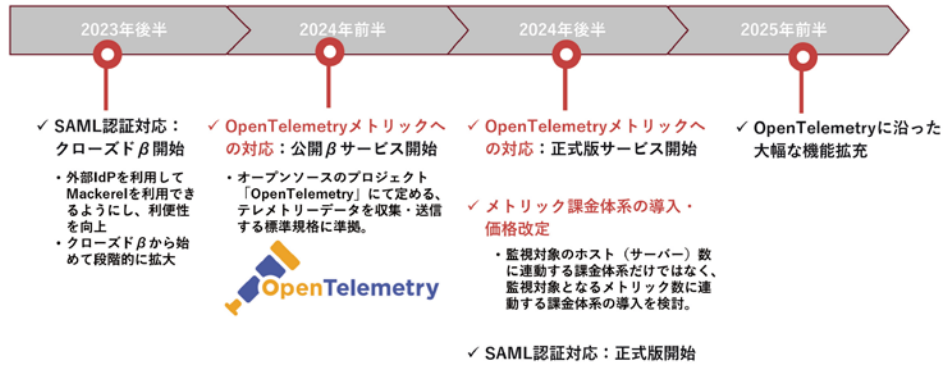 2023年後半
2024年前半
2024年後半
2025年前半
✓ SAML認証対応：
クローズドβ開始
・外部IdPを利用して
Mackerelを利用でき
るようにし、利便性
を向上
・クローズドβから始
めて段階的に拡大
✓ OpenTelemetryメトリックへ
の対応：公開βサービス開始
・オープンソースのプロジェクト
「OpenTelemetry」にて定める、
テレメトリーデータを収集・送信
する標準規格に準拠。
OpenTelemetry
✓ OpenTelemetryメトリックへ
の対応：正式版サービス開始
✓ メトリック課金体系の導入・
価格改定
・監視対象のホスト（サーバー）数
に連動する課金体系だけではなく、
監視対象となるメトリック数に連
動する課金体系の導入を検討。
✓ SAML認証対応：正式版開始
✓ OpenTelemetryに沿った
大幅な機能拡充